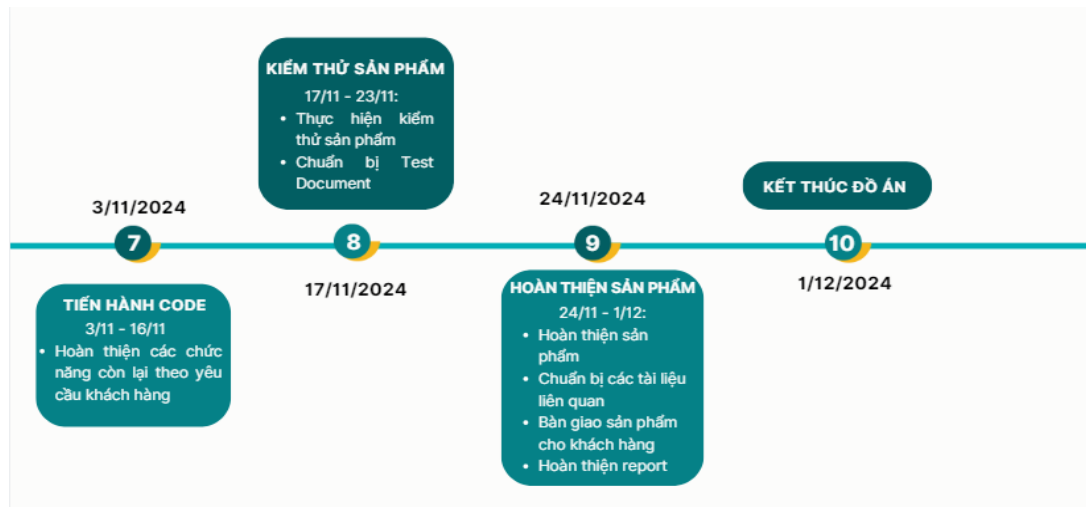 3/11/2024
7
TIẾN HÀNH CODE
3/11 - 16/11
• Hoàn thiện các chức
năng còn lại theo yêu
cầu khách hàng
KIỂM THỬ SẢN PHẨM
17/11 - 23/11:
• Thực hiện kiểm
thử sản phẩm
• Chuẩn bị Test
Document
8
17/11/2024
24/11/2024
9
HOÀN THIỆN SẢN PHẨM
24/11 - 1/12:
• Hoàn thiện sản
phẩm
• Chuẩn bị các tài liệu
liên quan
• Bàn giao sản phẩm
cho khách hàng
• Hoàn thiện report
KẾT THÚC ĐỒ ÁN
10
1/12/2024